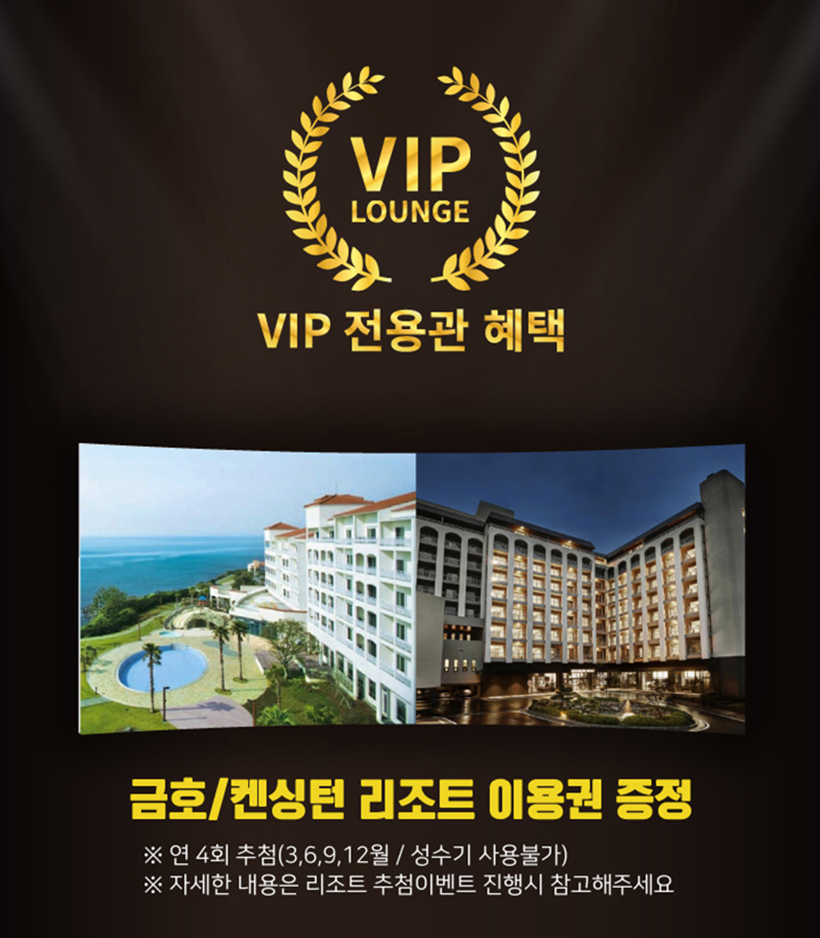 VIP
LOUNGE
VIP 전용관 혜택
금호/켄싱턴 리조트 이용권 증정
※ 연 4회 추첨(3,6,9,12월 / 성수기 사용불가)
※ 자세한 내용은 리조트 추첨이벤트 진행시 참고해주세요